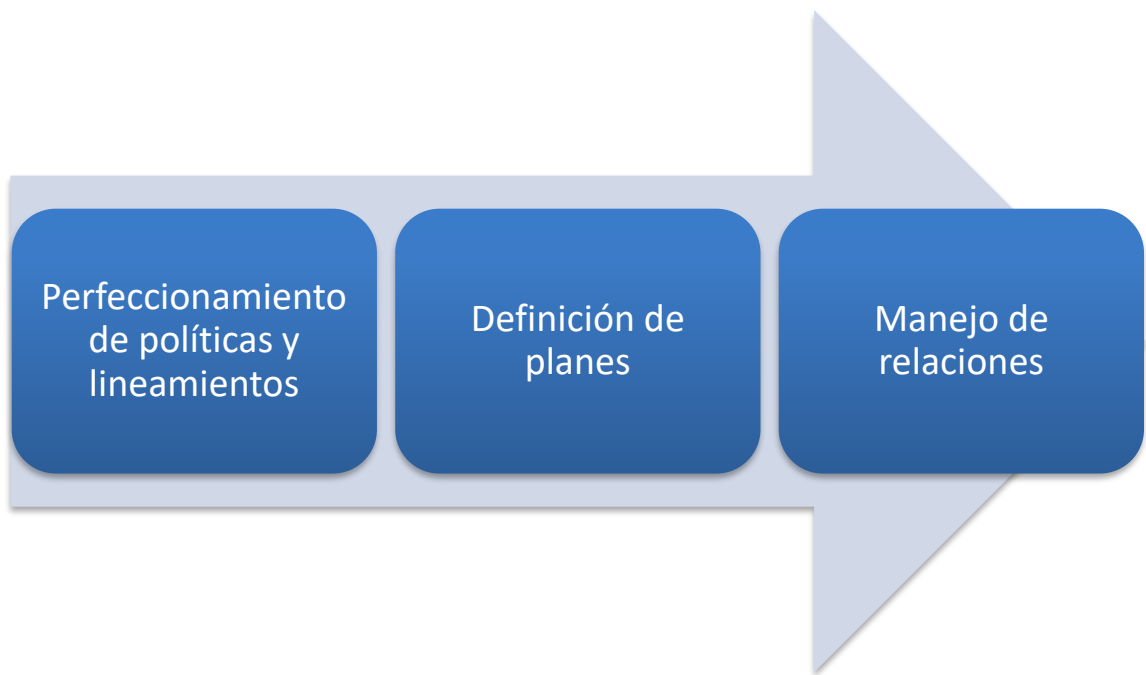 Perfeccionamiento
de políticas y
lineamientos
Definición de
planes
Manejo de
relaciones